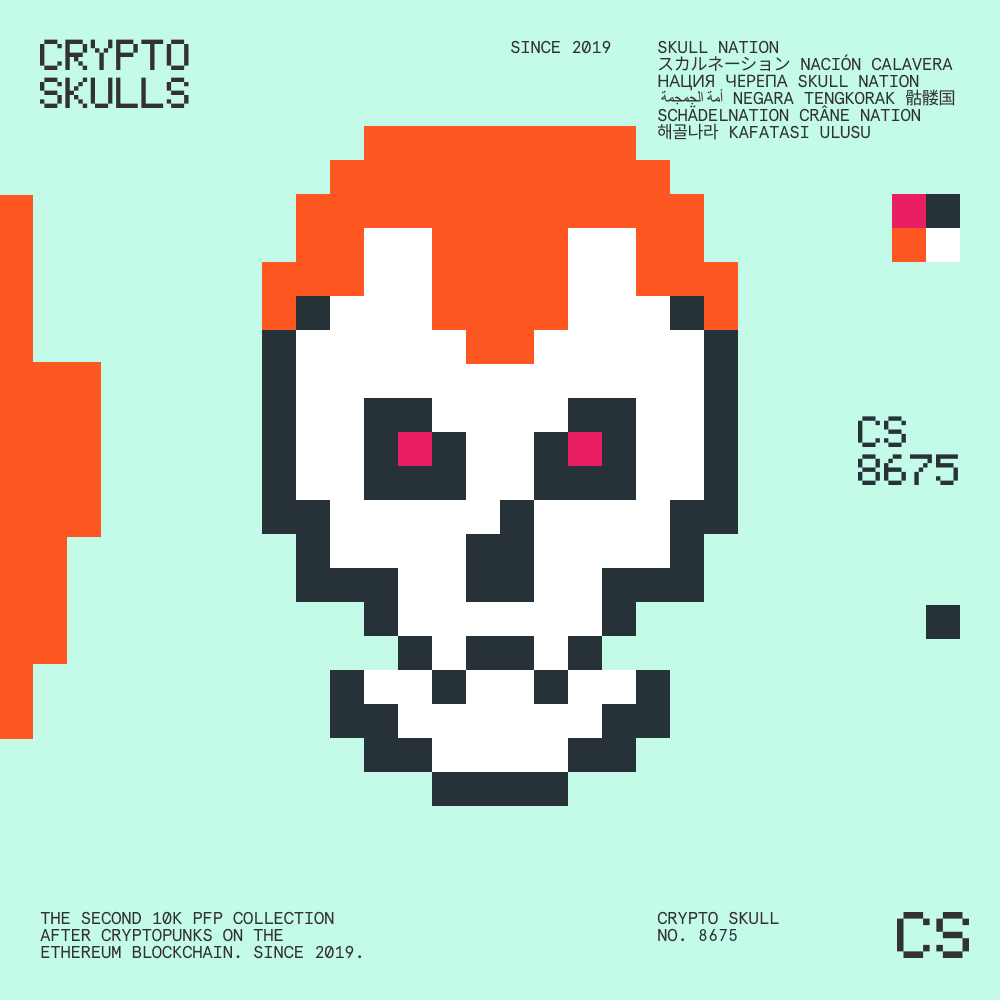 CRYPTO
SKULLS
SINCE 2019
SKULL NATION
スカルネーション NACIÓN CALAVERA
НАЦИЯ ЧЕРЕПА SKULL NATION
أمة الجمجمة NEGARA TENGKORAK 骷髅国
SCHÄDELNATION CRÂNE NATION
해골나라 KAFATASI ULUSU
CS
8675
THE SECOND 10K PFP COLLECTION
AFTER CRYPTOPUNKS ON THE
ETHEREUM BLOCKCHAIN. SINCE 2019.
CRYPTO SKULL
NO. 8675
CS